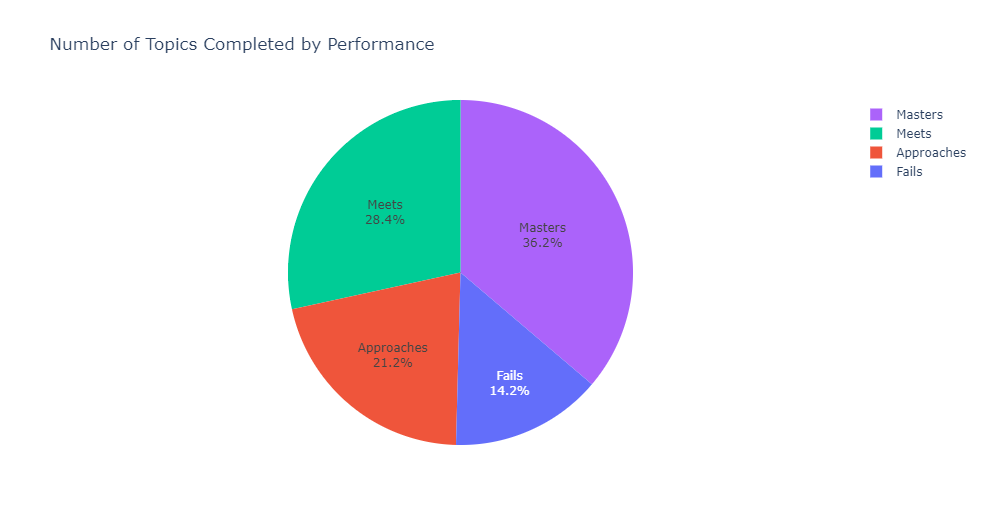 Number of Topics Completed by Performance
Masters
Meets
Approaches
Fails
Meets
28.4%
Masters
36.2%
Approaches
21.2%
Fails
14.2%